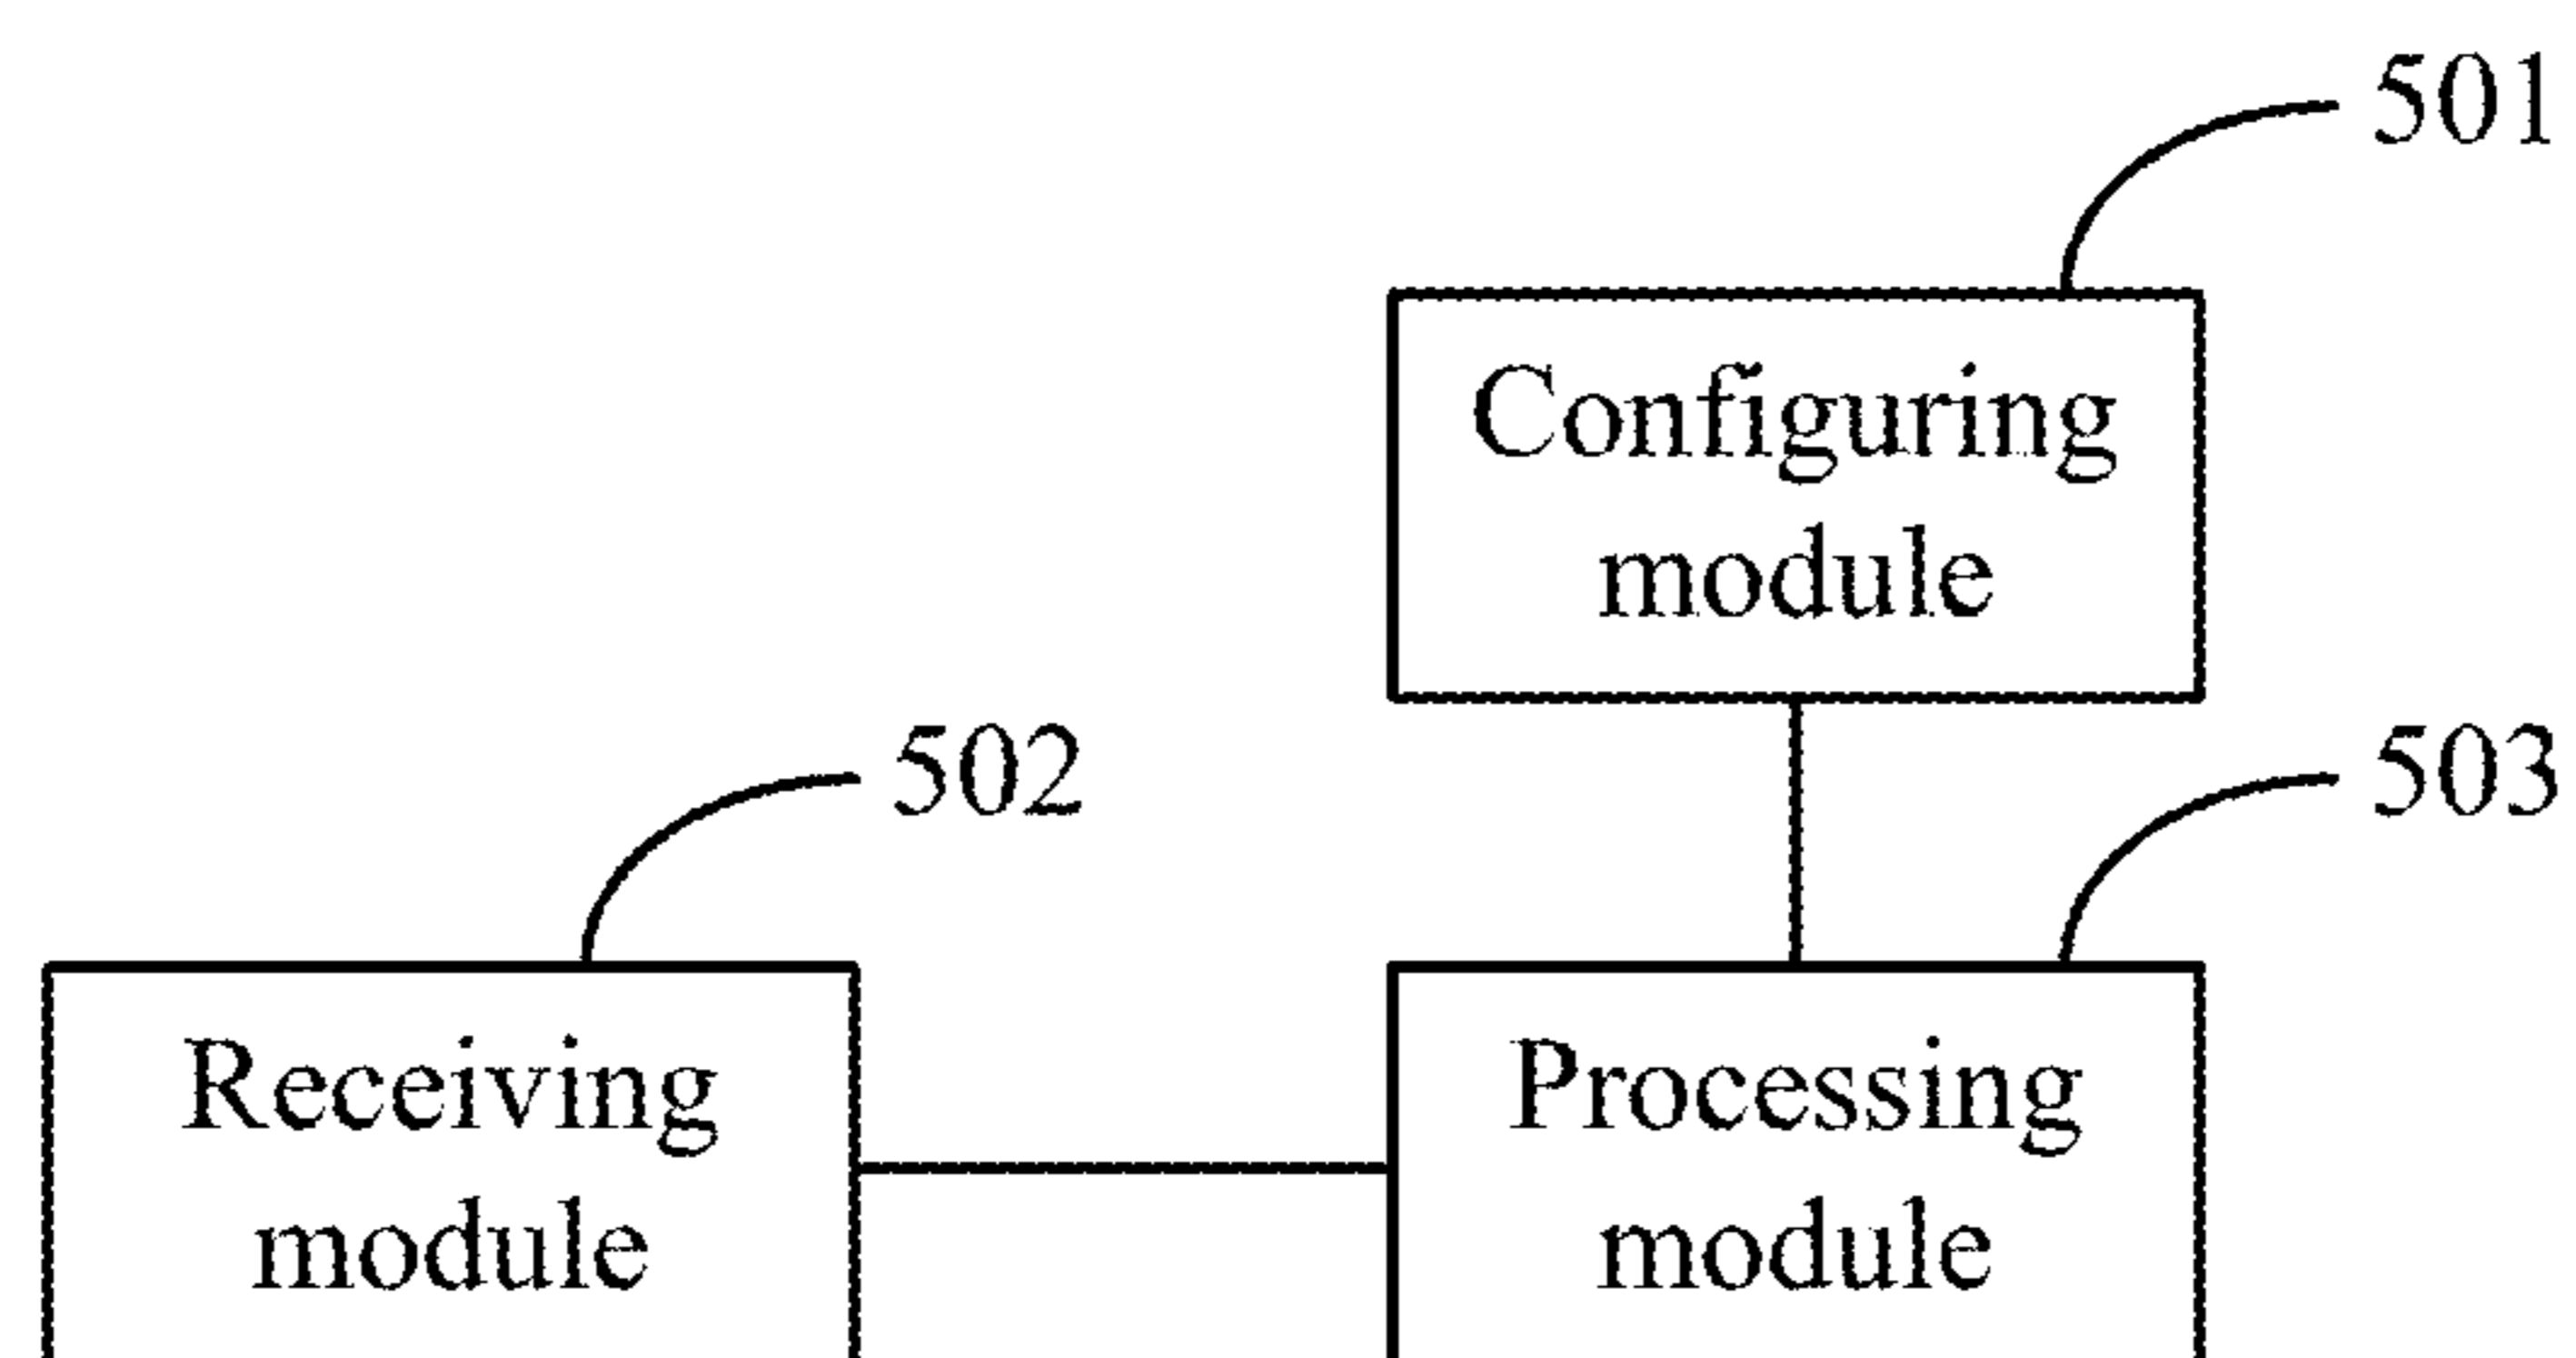 501
Configuring
module
502
503
Receiving
module
Processing
module